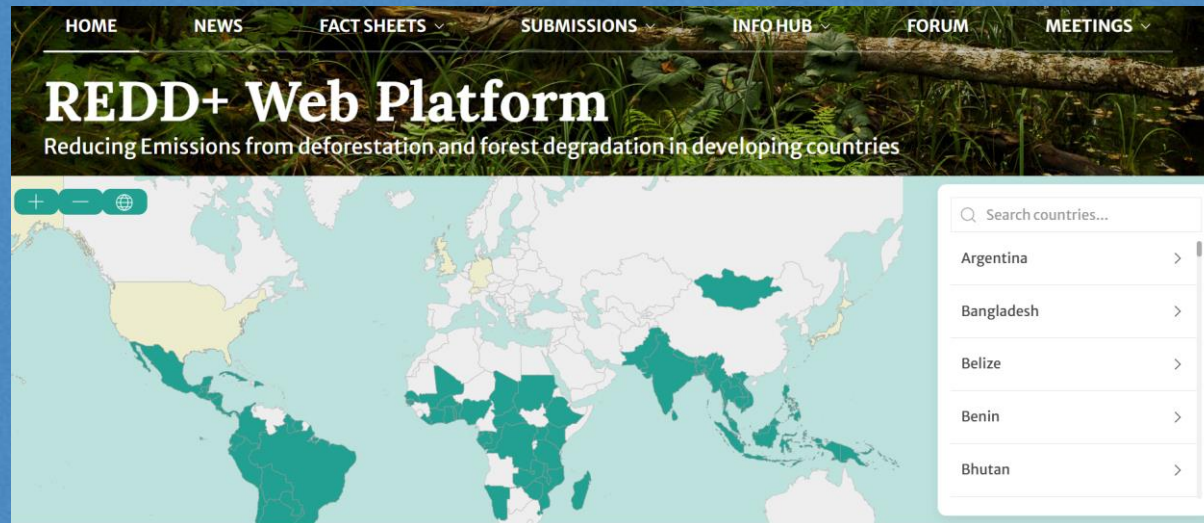 HOME NEWS FACT SHEETS SUBMISSIONS INFO HUB FORUM MEETINGS
REDD+ Web Platform
Reducing Emissions from deforestation and forest degradation in developing countries
Search countries...
Argentina
Bangladesh
Belize
Benin
Bhutan